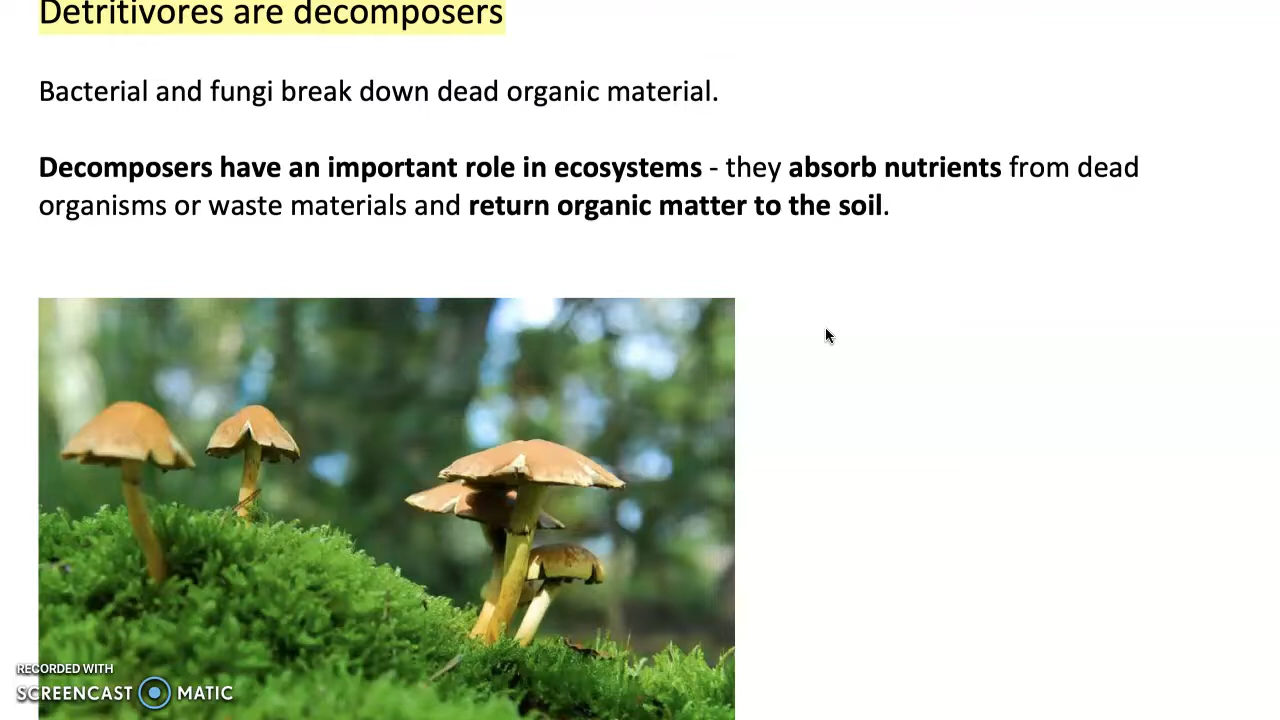 Detritivores are decomposers
Bacterial and fungi break down dead organic material.
Decomposers have an important role in ecosystems - they absorb nutrients from dead
organisms or waste materials and return organic matter to the soil.
RECORDED WITH
SCREENCAST MATIC